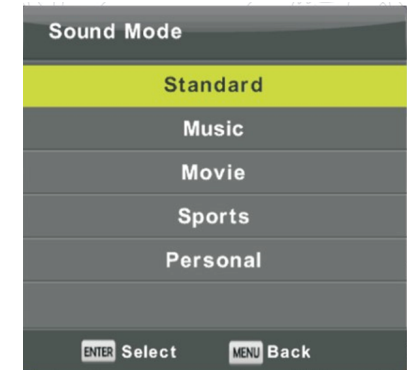 Sound Mode
Standard
Music
Movie
Sports
Personal
ENTER Select MENU Back